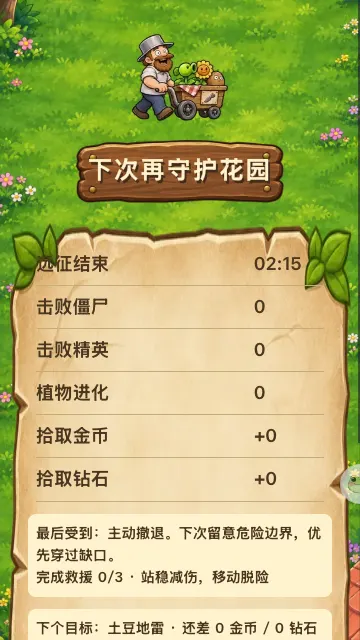 下次再守护花园
远征结束 02:15
击败僵尸 0
击败精英 0
植物进化 0
拾取金币 +0
拾取钻石 +0
最后受到：主动撤退。下次留意危险边界，优
先穿过缺口。
完成救援 0/3 · 站稳减伤，移动脱险
下个目标：土豆地雷 · 还差 0 金币 / 0 钻石